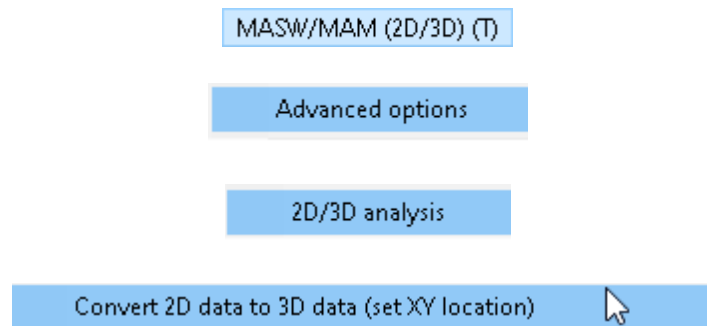 MASW/MAM (2D/3D) (T)
Advanced options
2D/3D analysis
Convert 2D data to 3D data (set XY location)